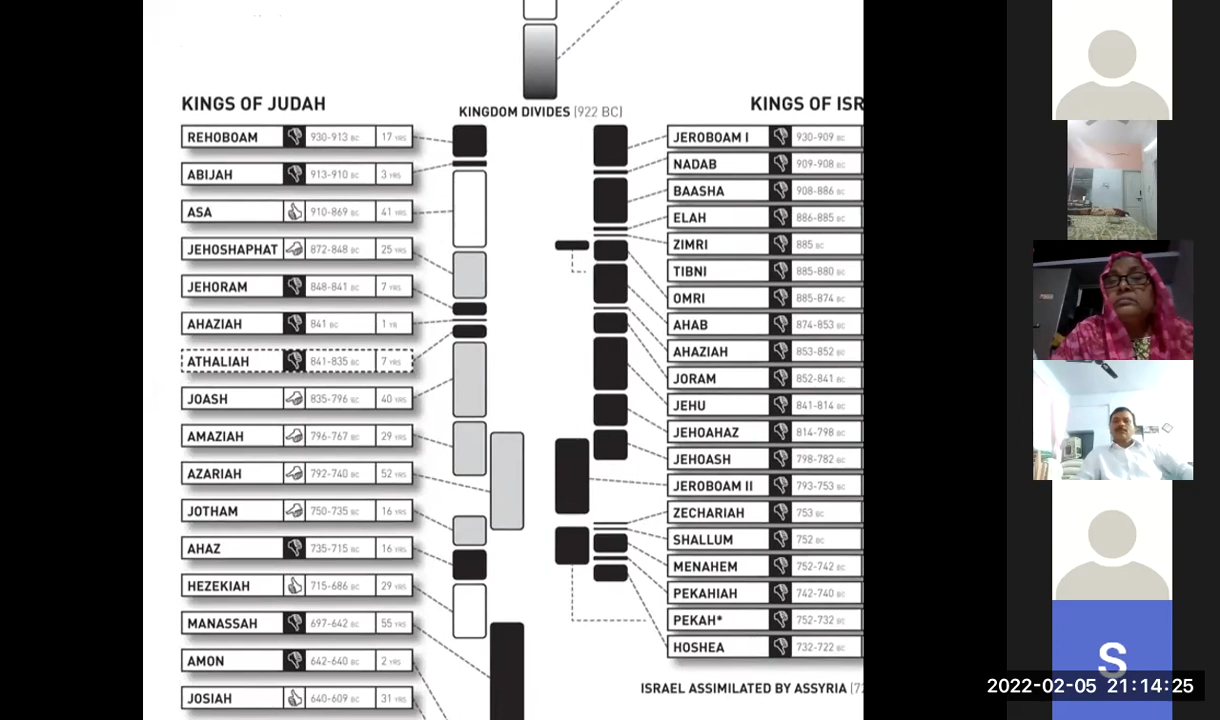 KINGDOM DIVIDES (922 BC)
KINGS OF JUDAH
REHOBOAM 930-913 BC 17 YRS
ABIJAH 913-910 BC 3 YRS
ASA 910-869 BC 41 YRS
JEHOSHAPHAT 872-848 BC 25 YRS
JEHORAM 848-841 BC 7 YRS
AHAZIAH 841 BC 1 YR
ATHALIAH 841-835 BC 7 YRS
JOASH 835-796 BC 40 YRS
AMAZIAH 796-767 BC 29 YRS
AZARIAH 792-740 BC 52 YRS
JOTHAM 750-735 BC 16 YRS
AHAZ 735-715 BC 16 YRS
HEZEKIAH 715-686 BC 29 YRS
MANASSAH 697-642 BC 55 YRS
AMON 642-640 BC 2 YRS
JOSIAH 640-609 BC 31 YRS
KINGS OF ISR
JEROBOAM I 930-909 BC
NADAB 909-908 BC
BAASHA 908-886 BC
ELAH 886-885 BC
ZIMRI 885 BC
TIBNI 885-880 BC
OMRI 885-874 BC
AHAB 874-853 BC
AHAZIAH 853-852 BC
JORAM 852-841 BC
JEHU 841-814 BC
JEHOAHAZ 814-798 BC
JEHOASH 798-782 BC
JEROBOAM II 793-753 BC
ZECHARIAH 753 BC
SHALLUM 752 BC
MENAHEM 752-742 BC
PEKAHIAH 742-740 BC
PEKAH* 752-732 BC
HOSHEA 732-722 BC
ISRAEL ASSIMILATED BY ASSYRIA
S
2022-02-05 21:14:25